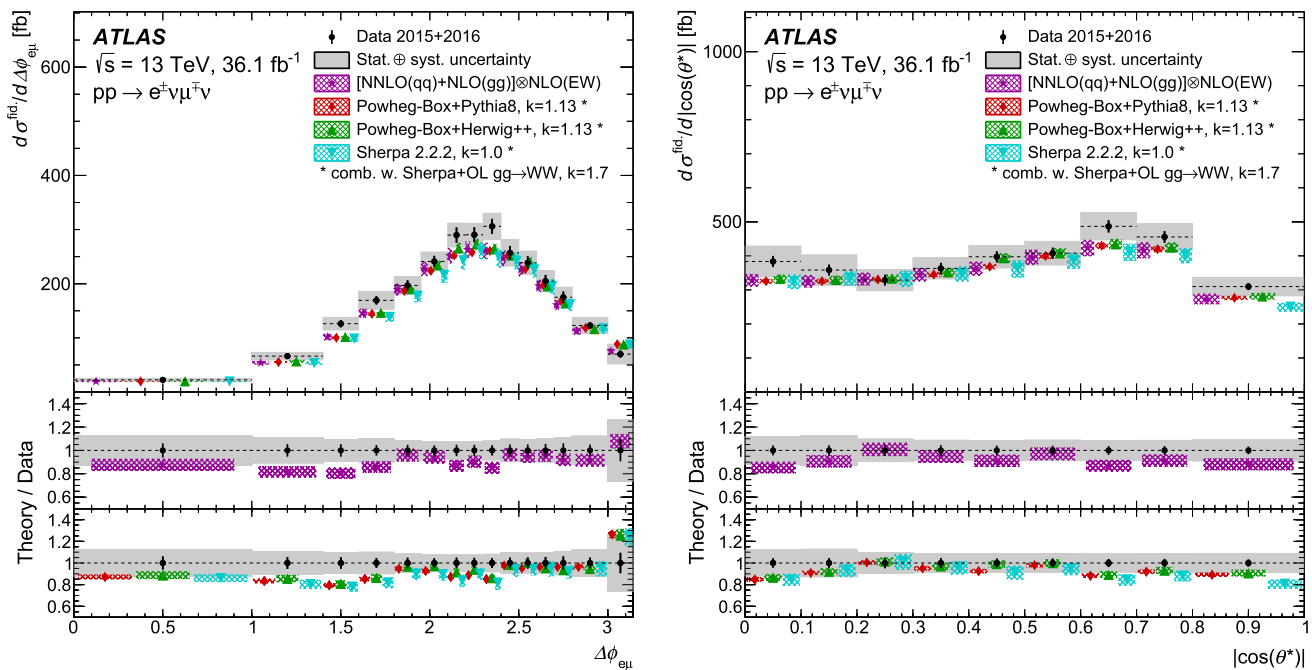 dσ^fid./dΔϕ_eμ [fb]
600
400
200
ATLAS
√s = 13 TeV, 36.1 fb⁻¹
pp → e^±νμ^∓ν
Data 2015+2016
Stat.⊕ syst. uncertainty
[NNLO(qq)+NLO(gg)]⊗NLO(EW)
Powheg-Box+Pythia8, k=1.13 *
Powheg-Box+Herwig++, k=1.13 *
Sherpa 2.2.2, k=1.0 *
* comb. w. Sherpa+OL gg→WW, k=1.7
Theory / Data
1.4
1.2
1
0.8
0.6
1.4
1.2
1
0.8
0.6
0 0.5 1 1.5 2 2.5 3
Δϕ_eμ
dσ^fid./d|cos(θ*)| [fb]
1000
500
ATLAS
√s = 13 TeV, 36.1 fb⁻¹
pp → e^±νμ^∓ν
Data 2015+2016
Stat.⊕ syst. uncertainty
[NNLO(qq)+NLO(gg)]⊗NLO(EW)
Powheg-Box+Pythia8, k=1.13 *
Powheg-Box+Herwig++, k=1.13 *
Sherpa 2.2.2, k=1.0 *
* comb. w. Sherpa+OL gg→WW, k=1.7
Theory / Data
1.4
1.2
1
0.8
0.6
1.4
1.2
1
0.8
0.6
0 0.1 0.2 0.3 0.4 0.5 0.6 0.7 0.8 0.9 1
|cos(θ*)|